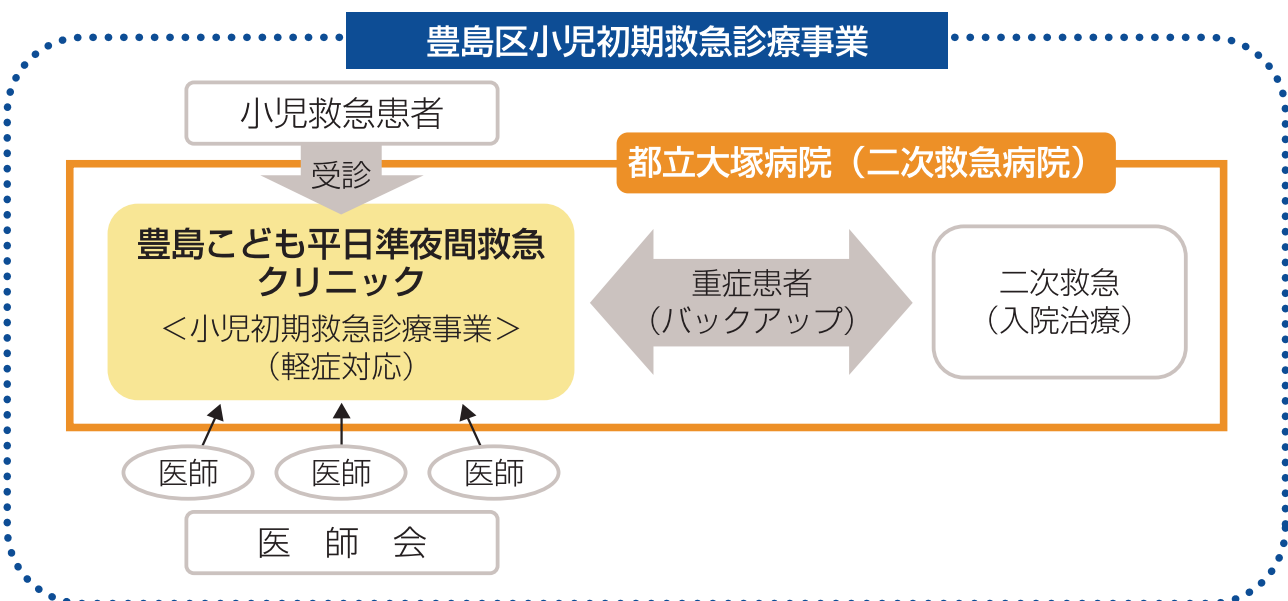 豊島区小児初期救急診療事業
小児救急患者
受診
都立大塚病院（二次救急病院）
豊島こども平日準夜間救急
クリニック
＜小児初期救急診療事業＞
（軽症対応）
重症患者
（バックアップ）
二次救急
（入院治療）
医師
医師
医師
医　師　会